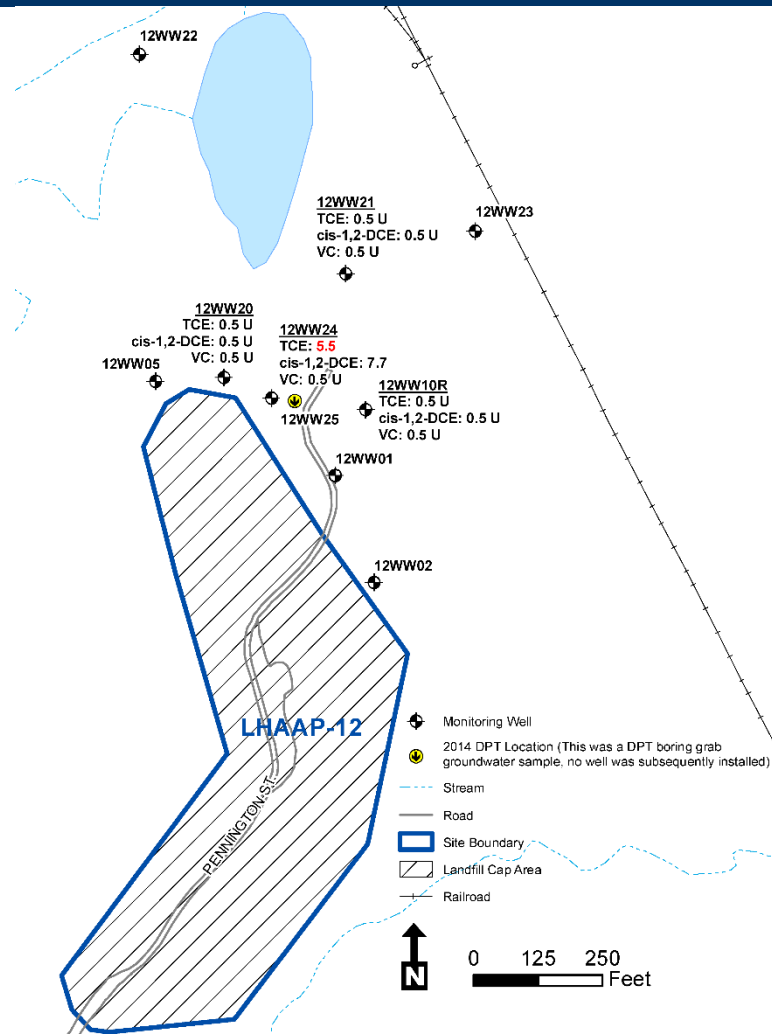 12WW22
12WW21
TCE: 0.5 U
cis-1,2-DCE: 0.5 U
VC: 0.5 U
12WW23
12WW20
TCE: 0.5 U
cis-1,2-DCE: 0.5 U
VC: 0.5 U
12WW05
12WW24
TCE: 5.5
cis-1,2-DCE: 7.7
VC: 0.5 U
12WW25
12WW10R
TCE: 0.5 U
cis-1,2-DCE: 0.5 U
VC: 0.5 U
12WW01
12WW02
LHAAP-12
PENNINGTON ST.
Monitoring Well
2014 DPT Location (This was a DPT boring grab
groundwater sample, no well was subsequently installed)
Stream
Road
Site Boundary
Landfill Cap Area
Railroad
N
0 125 250
Feet